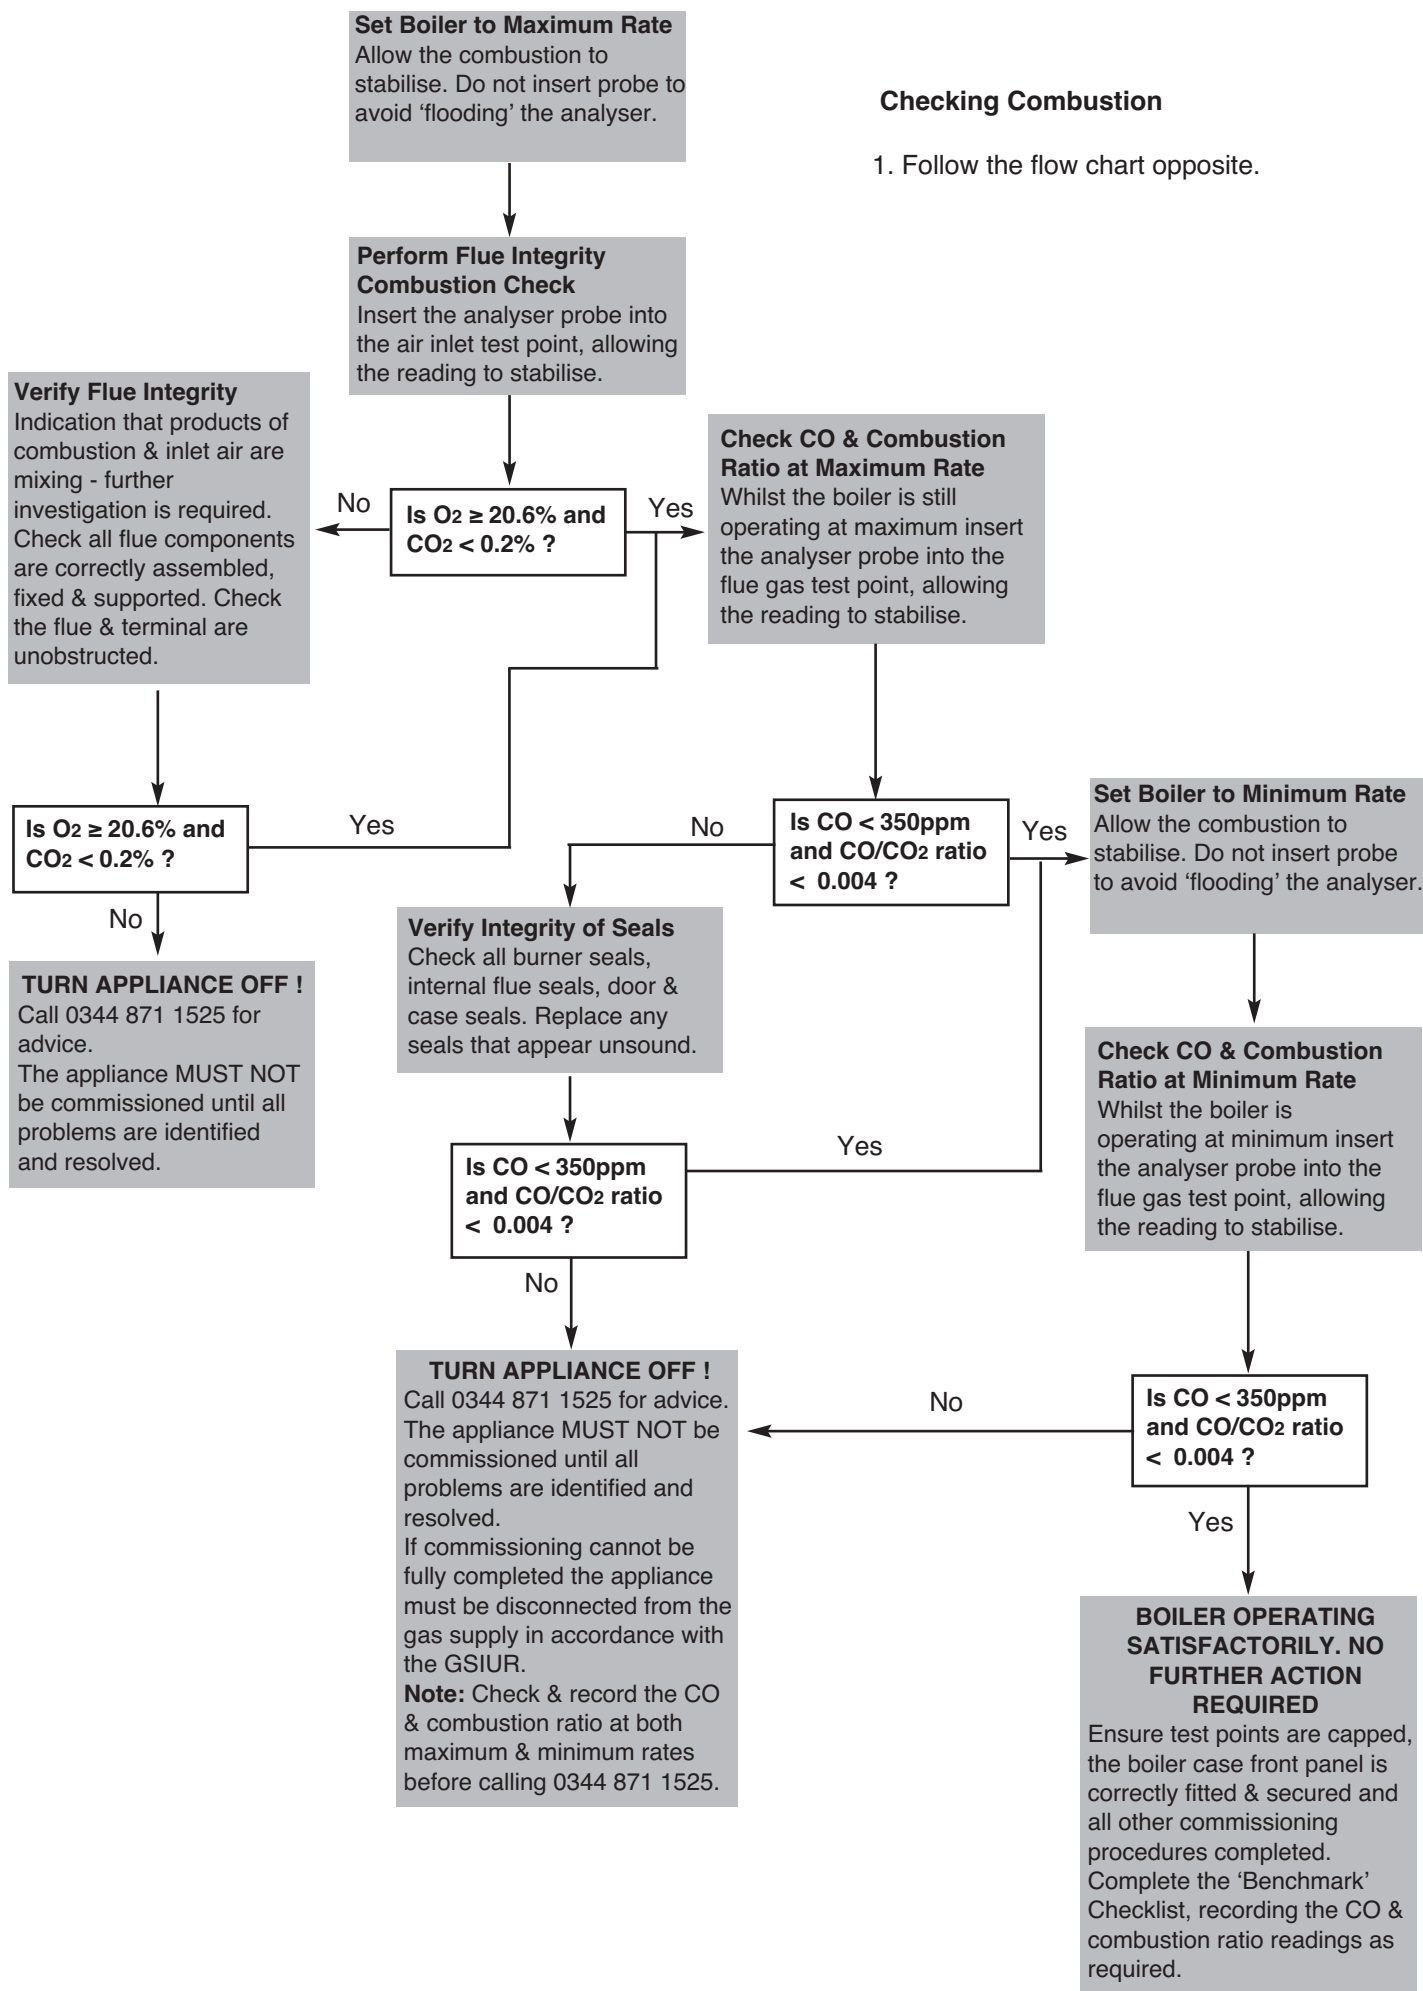 Set Boiler to Maximum Rate
Allow the combustion to
stabilise. Do not insert probe to
avoid ‘flooding’ the analyser.
Checking Combustion
1. Follow the flow chart opposite.
Perform Flue Integrity
Combustion Check
Insert the analyser probe into
the air inlet test point, allowing
the reading to stabilise.
Verify Flue Integrity
Indication that products of
combustion & inlet air are
mixing - further
investigation is required.
Check all flue components
are correctly assembled,
fixed & supported. Check
the flue & terminal are
unobstructed.
No
Is O2 ≥ 20.6% and
CO2 < 0.2% ?
Yes
Check CO & Combustion
Ratio at Maximum Rate
Whilst the boiler is still
operating at maximum insert
the analyser probe into the
flue gas test point, allowing
the reading to stabilise.
Is O2 ≥ 20.6% and
CO2 < 0.2% ?
Yes
No
TURN APPLIANCE OFF !
Call 0344 871 1525 for
advice.
The appliance MUST NOT
be commissioned until all
problems are identified
and resolved.
No
Is CO < 350ppm
and CO/CO2 ratio
< 0.004 ?
Yes
Set Boiler to Minimum Rate
Allow the combustion to
stabilise. Do not insert probe
to avoid ‘flooding’ the analyser.
Verify Integrity of Seals
Check all burner seals,
internal flue seals, door &
case seals. Replace any
seals that appear unsound.
Check CO & Combustion
Ratio at Minimum Rate
Whilst the boiler is
operating at minimum insert
the analyser probe into the
flue gas test point, allowing
the reading to stabilise.
Is CO < 350ppm
and CO/CO2 ratio
< 0.004 ?
Yes
No
TURN APPLIANCE OFF !
Call 0344 871 1525 for advice.
The appliance MUST NOT be
commissioned until all
problems are identified and
resolved.
If commissioning cannot be
fully completed the appliance
must be disconnected from the
gas supply in accordance with
the GSIUR.
Note: Check & record the CO
& combustion ratio at both
maximum & minimum rates
before calling 0344 871 1525.
No
Is CO < 350ppm
and CO/CO2 ratio
< 0.004 ?
Yes
BOILER OPERATING
SATISFACTORILY. NO
FURTHER ACTION
REQUIRED
Ensure test points are capped,
the boiler case front panel is
correctly fitted & secured and
all other commissioning
procedures completed.
Complete the ‘Benchmark’
Checklist, recording the CO &
combustion ratio readings as
required.